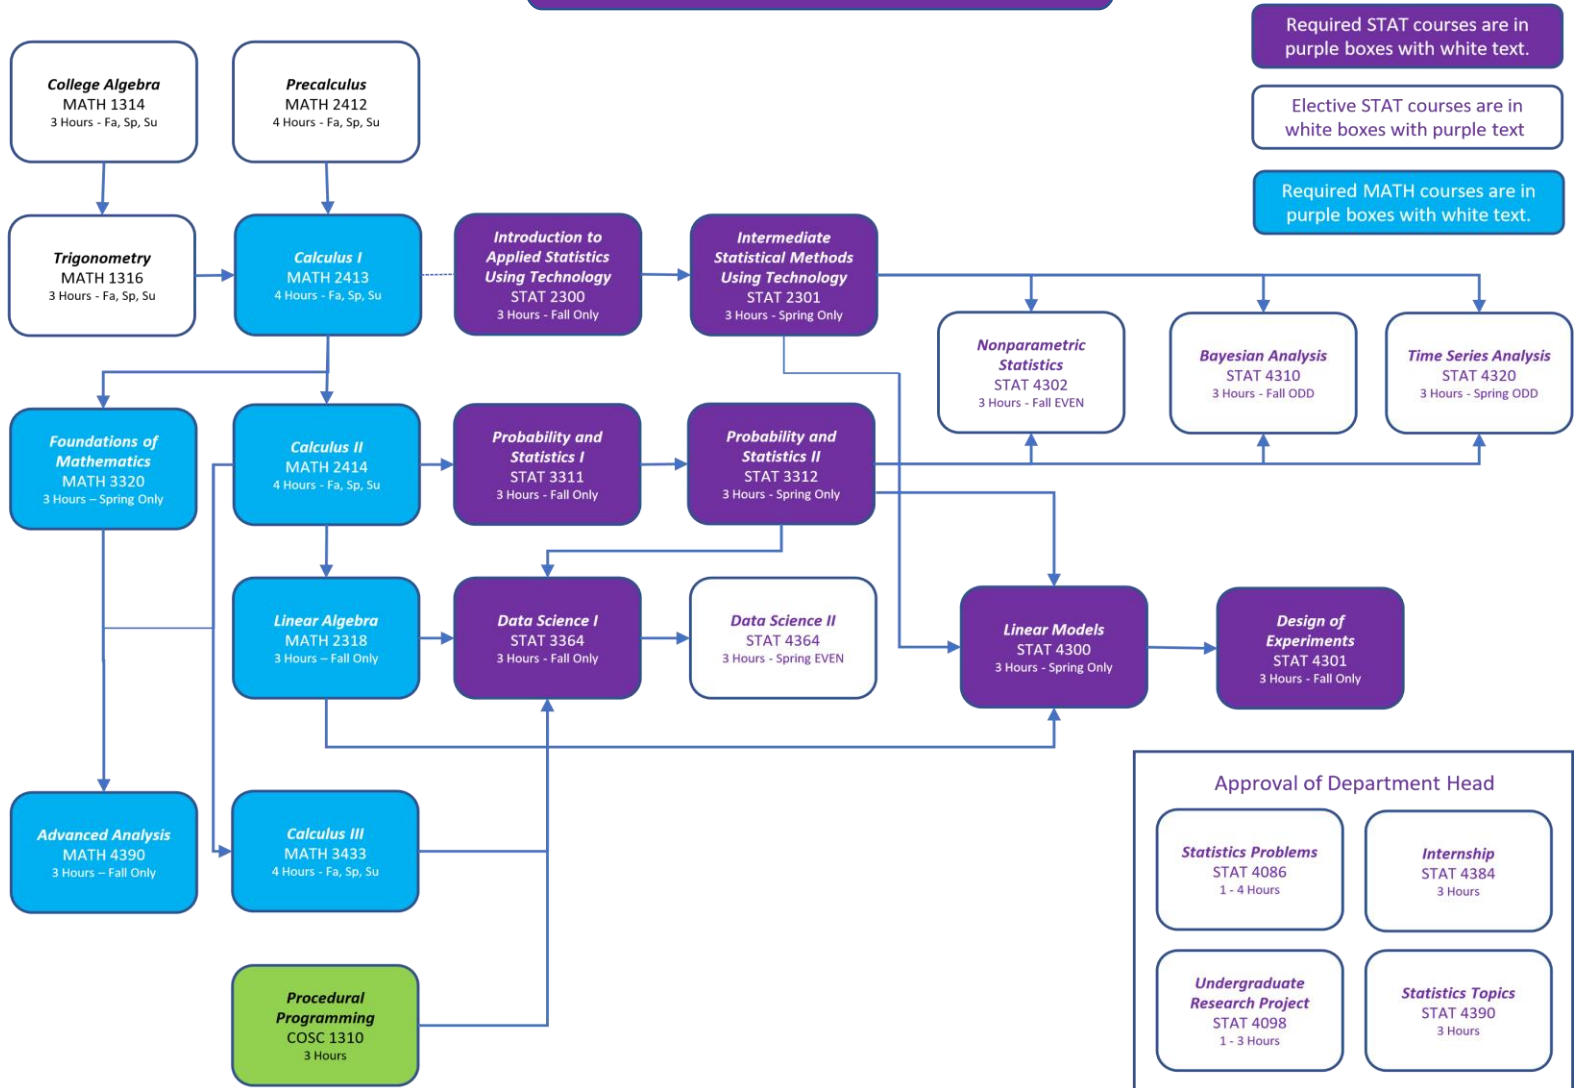 Required STAT courses are in
purple boxes with white text.
Elective STAT courses are in
white boxes with purple text
Required MATH courses are in
purple boxes with white text.
College Algebra
MATH 1314
3 Hours - Fa, Sp, Su
Precalculus
MATH 2412
4 Hours - Fa, Sp, Su
Trigonometry
MATH 1316
3 Hours - Fa, Sp, Su
Calculus I
MATH 2413
4 Hours - Fa, Sp, Su
Introduction to
Applied Statistics
Using Technology
STAT 2300
3 Hours - Fall Only
Intermediate
Statistical Methods
Using Technology
STAT 2301
3 Hours - Spring Only
Nonparametric
Statistics
STAT 4302
3 Hours - Fall EVEN
Bayesian Analysis
STAT 4310
3 Hours - Fall ODD
Time Series Analysis
STAT 4320
3 Hours - Spring ODD
Foundations of
Mathematics
MATH 3320
3 Hours – Spring Only
Calculus II
MATH 2414
4 Hours - Fa, Sp, Su
Probability and
Statistics I
STAT 3311
3 Hours - Fall Only
Probability and
Statistics II
STAT 3312
3 Hours - Spring Only
Linear Algebra
MATH 2318
3 Hours – Fall Only
Data Science I
STAT 3364
3 Hours - Fall Only
Data Science II
STAT 4364
3 Hours - Spring EVEN
Linear Models
STAT 4300
3 Hours - Spring Only
Design of
Experiments
STAT 4301
3 Hours - Fall Only
Advanced Analysis
MATH 4390
3 Hours – Fall Only
Calculus III
MATH 3433
4 Hours - Fa, Sp, Su
Procedural
Programming
COSC 1310
3 Hours
Approval of Department Head
Statistics Problems
STAT 4086
1 - 4 Hours
Internship
STAT 4384
3 Hours
Undergraduate
Research Project
STAT 4098
1 - 3 Hours
Statistics Topics
STAT 4390
3 Hours